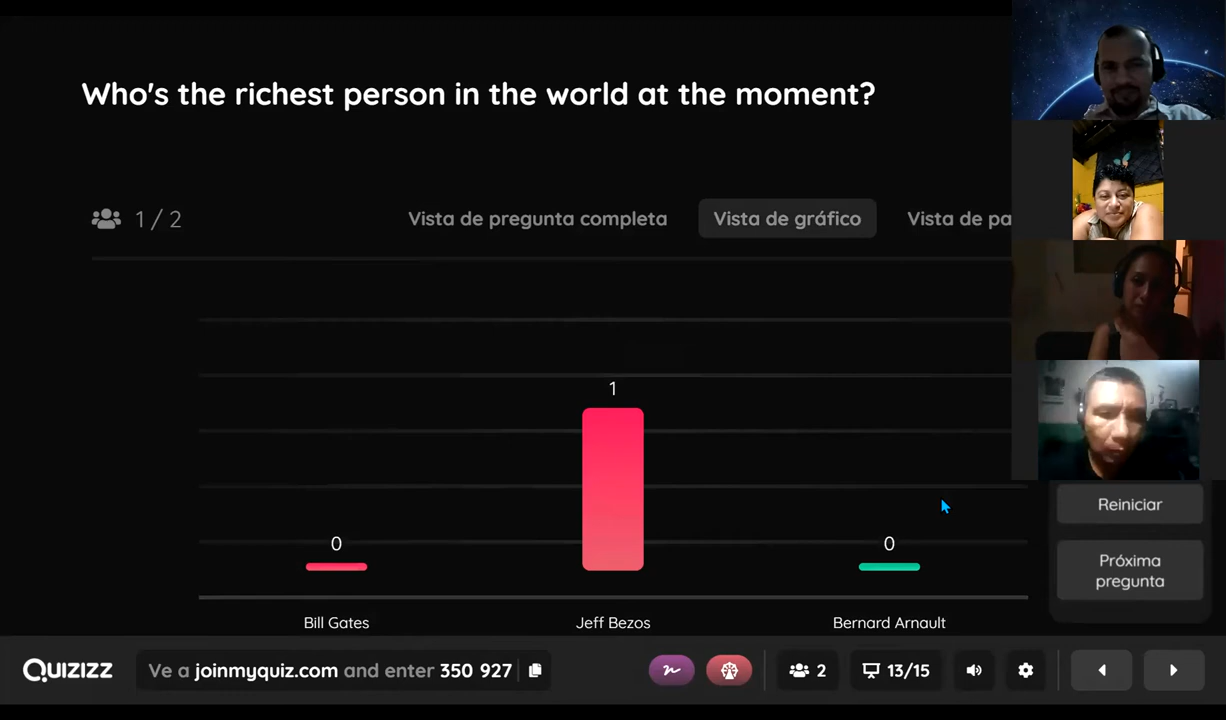 Who's the richest person in the world at the moment?
1 / 2
Vista de pregunta completa
Vista de gráfico
Vista de pa
1
0
0
Bill Gates
Jeff Bezos
Bernard Arnault
Reiniciar
Próxima
pregunta
QUIZIZZ
Ve a joinmyquiz.com and enter 350 927
2
13/15